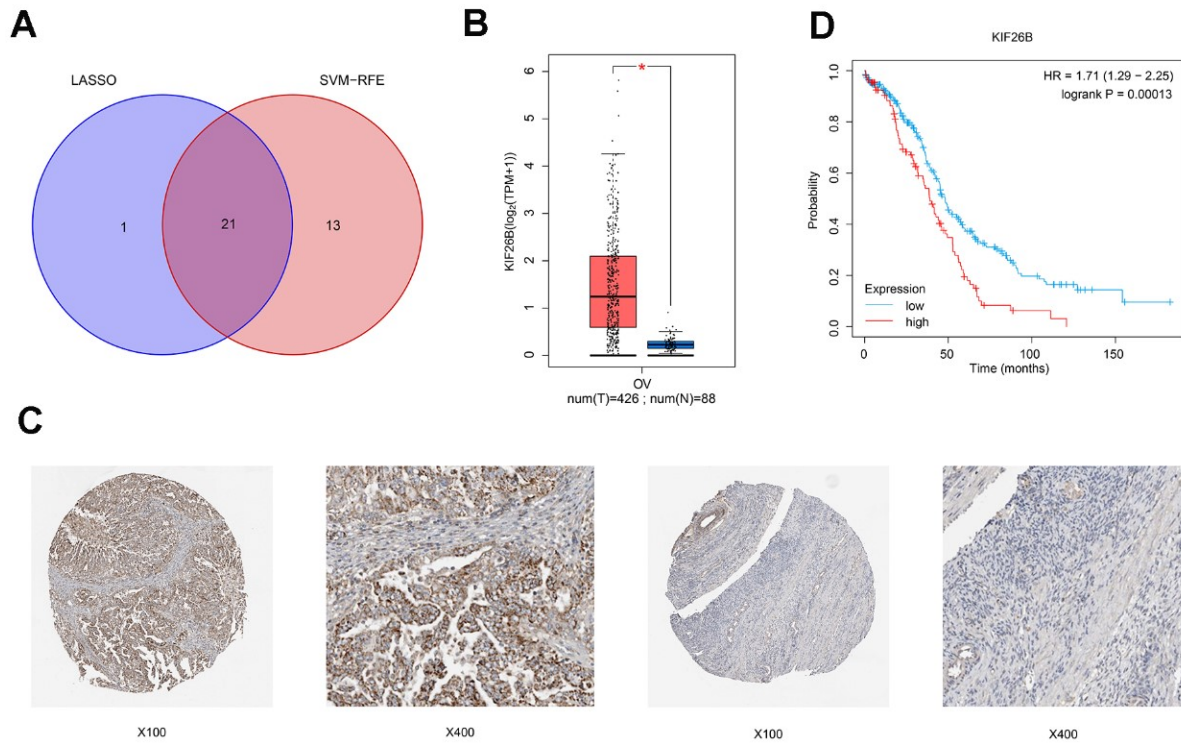 A
LASSO
SVM-RFE
1
21
13
B
KIF26B(log2(TPM+1))
6
5
4
3
2
1
0
*
OV
num(T)=426 ; num(N)=88
D
KIF26B
HR = 1.71 (1.29 − 2.25)
logrank P = 0.00013
Probability
1.0
0.8
0.6
0.4
0.2
0.0
Expression
low
high
0
50
100
150
Time (months)
C
X100
X400
X100
X400